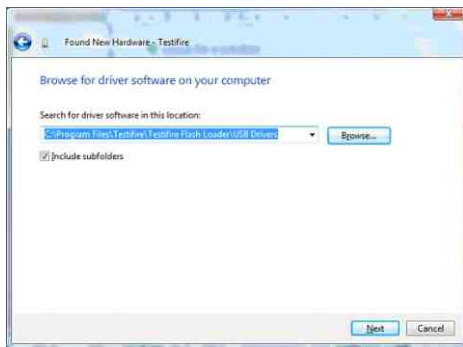 Found New Hardware - Testifire
Browse for driver software on your computer
Search for driver software in this location:
C:\Program Files\Testifire\Testifire Flash Loader\USB Drivers
Browse...
Include subfolders
Next Cancel